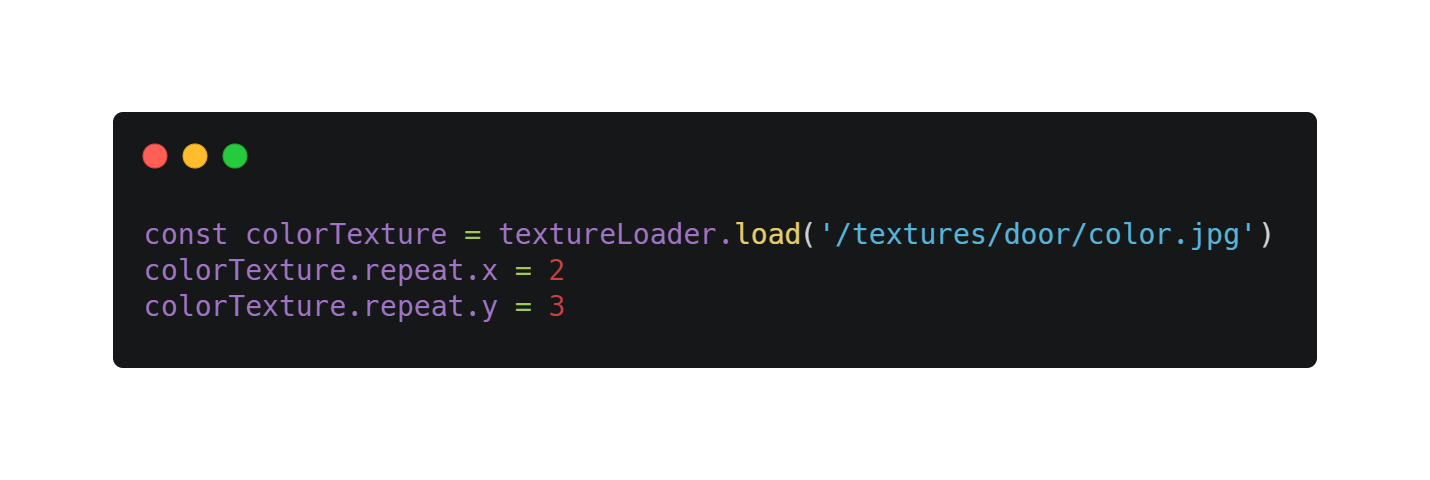 const colorTexture = textureLoader.load('/textures/door/color.jpg')
colorTexture.repeat.x = 2
colorTexture.repeat.y = 3